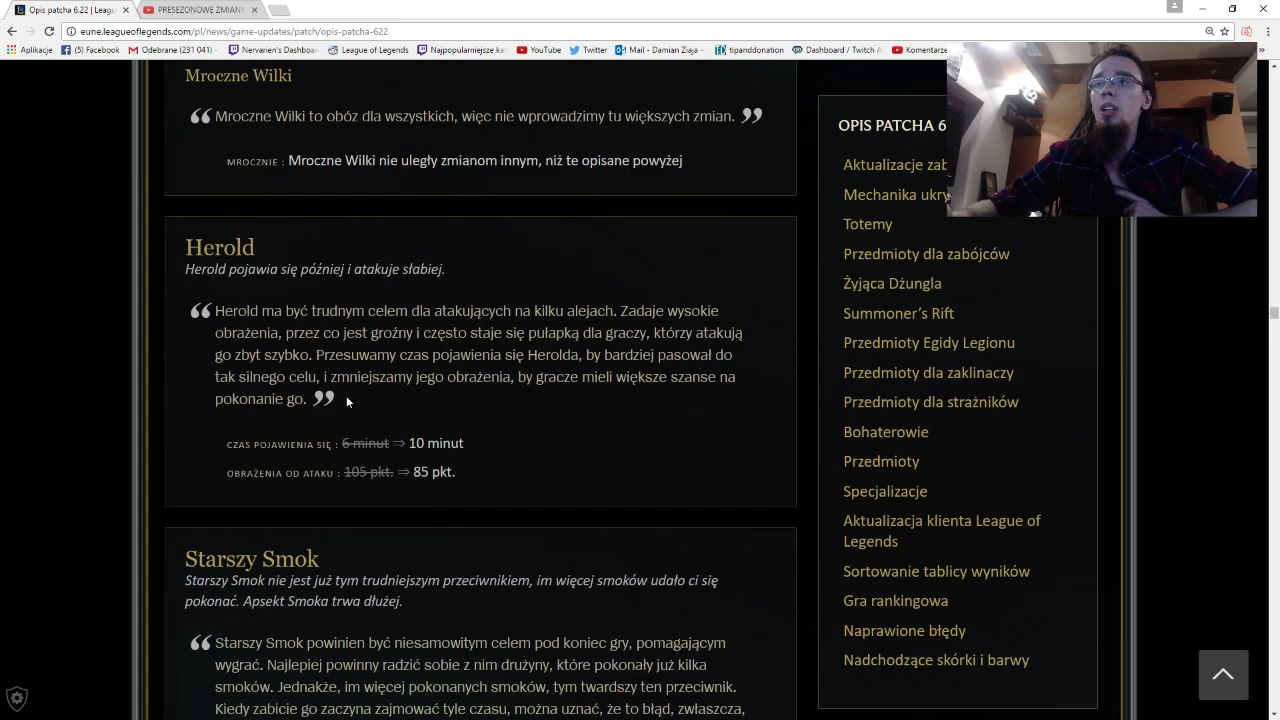 Opis patcha 6.22 | Leagu
PRESEZONOWE ZMIANY
eune.leagueoflegends.com/pl/news/game-updates/patch/opis-patcha-622
Aplikacje
(5) Facebook
Odebrane (231 041)
Nervarien's Dashboa
League of Legends
Najpopularniejsze ka
YouTube
Twitter
Mail - Damian Ziaja
tipanddonation
Dashboard / Twitch A
Komentarze
Mroczne Wilki
Mroczne Wilki to obóz dla wszystkich, więc nie wprowadzimy tu większych zmian.
MROCZNIE : Mroczne Wilki nie uległy zmianom innym, niż te opisane powyżej
Herold
Herold pojawia się później i atakuje słabiej.
Herold ma być trudnym celem dla atakujących na kilku alejach. Zadaje wysokie
obrażenia, przez co jest groźny i często staje się pułapką dla graczy, którzy atakują
go zbyt szybko. Przesuwamy czas pojawienia się Herolda, by bardziej pasował do
tak silnego celu, i zmniejszamy jego obrażenia, by gracze mieli większe szanse na
pokonanie go.
CZAS POJAWIENIA SIĘ : 6 minut ⇒ 10 minut
OBRAŻENIA OD ATAKU : 105 pkt. ⇒ 85 pkt.
Starszy Smok
Starszy Smok nie jest już tym trudniejszym przeciwnikiem, im więcej smoków udało ci się
pokonać. Apsekt Smoka trwa dłużej.
Starszy Smok powinien być niesamowitym celem pod koniec gry, pomagającym
wygrać. Najlepiej powinny radzić sobie z nim drużyny, które pokonały już kilka
smoków. Jednakże, im więcej pokonanych smoków, tym twardszy ten przeciwnik.
Kiedy zabicie go zaczyna zajmować tyle czasu, można uznać, że to błąd, zwłaszcza,
OPIS PATCHA 6
Aktualizacje zab
Mechanika ukry
Totemy
Przedmioty dla zabójców
Żyjąca Dżungla
Summoner's Rift
Przedmioty Egidy Legionu
Przedmioty dla zaklinaczy
Przedmioty dla strażników
Bohaterowie
Przedmioty
Specjalizacje
Aktualizacja klienta League of
Legends
Sortowanie tablicy wyników
Gra rankingowa
Naprawione błędy
Nadchodzące skórki i barwy